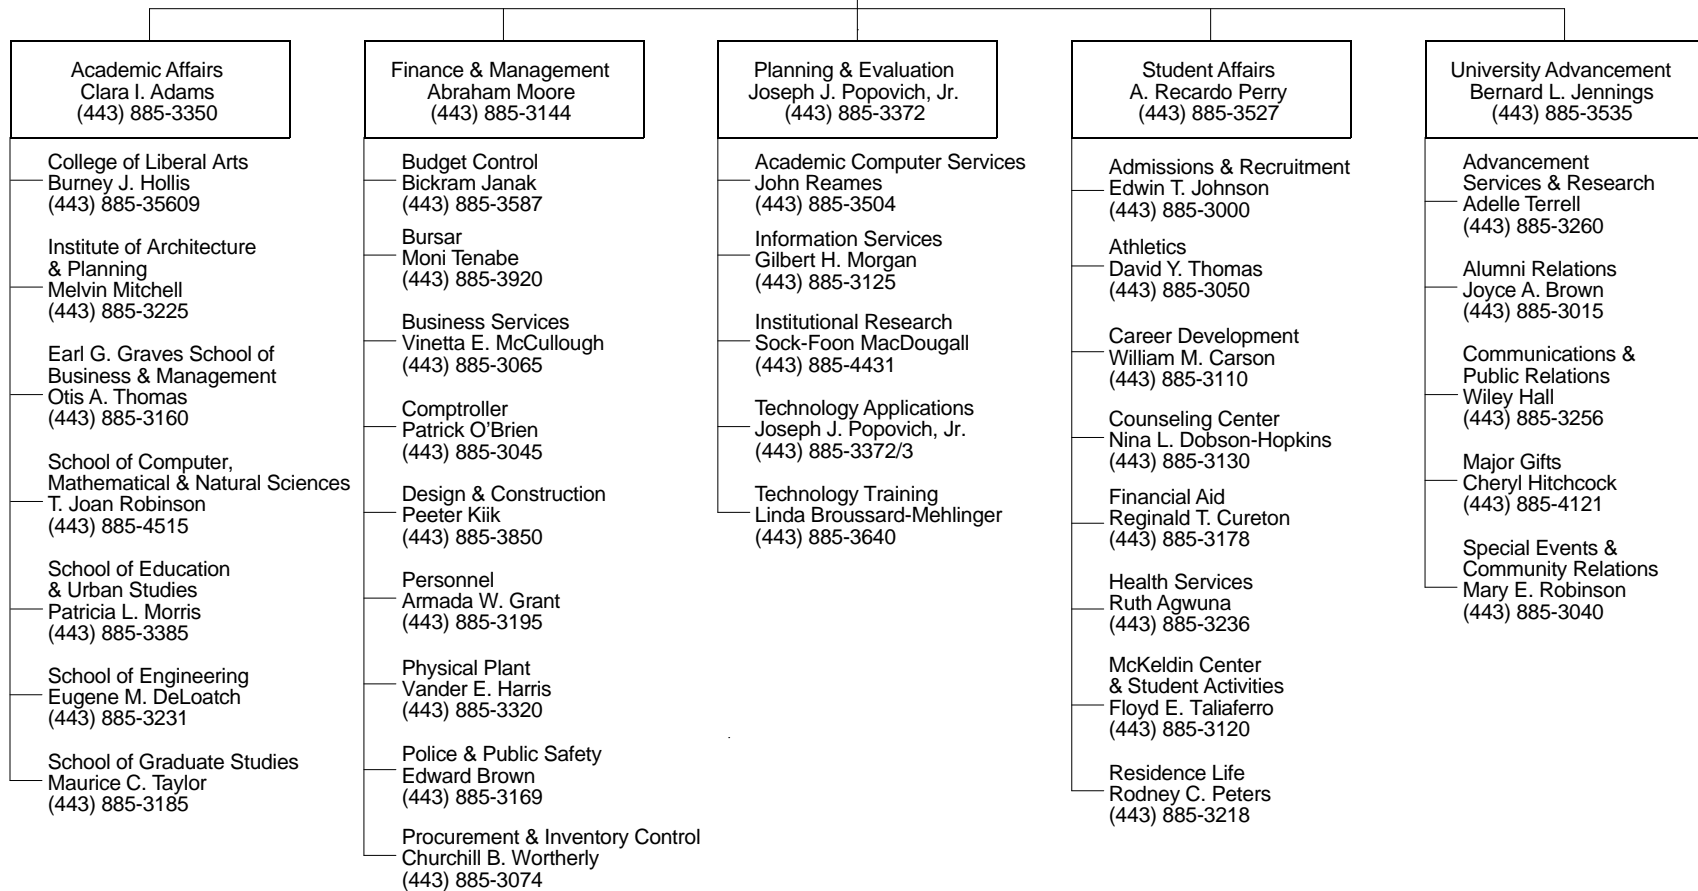 Academic Affairs
Clara I. Adams
(443) 885-3350
College of Liberal Arts
Burney J. Hollis
(443) 885-35609
Institute of Architecture
& Planning
Melvin Mitchell
(443) 885-3225
Earl G. Graves School of
Business & Management
Otis A. Thomas
(443) 885-3160
School of Computer,
Mathematical & Natural Sciences
T. Joan Robinson
(443) 885-4515
School of Education
& Urban Studies
Patricia L. Morris
(443) 885-3385
School of Engineering
Eugene M. DeLoatch
(443) 885-3231
School of Graduate Studies
Maurice C. Taylor
(443) 885-3185
Finance & Management
Abraham Moore
(443) 885-3144
Budget Control
Bickram Janak
(443) 885-3587
Bursar
Moni Tenabe
(443) 885-3920
Business Services
Vinetta E. McCullough
(443) 885-3065
Comptroller
Patrick O'Brien
(443) 885-3045
Design & Construction
Peeter Kiik
(443) 885-3850
Personnel
Armada W. Grant
(443) 885-3195
Physical Plant
Vander E. Harris
(443) 885-3320
Police & Public Safety
Edward Brown
(443) 885-3169
Procurement & Inventory Control
Churchill B. Wortherly
(443) 885-3074
Planning & Evaluation
Joseph J. Popovich, Jr.
(443) 885-3372
Academic Computer Services
John Reames
(443) 885-3504
Information Services
Gilbert H. Morgan
(443) 885-3125
Institutional Research
Sock-Foon MacDougall
(443) 885-4431
Technology Applications
Joseph J. Popovich, Jr.
(443) 885-3372/3
Technology Training
Linda Broussard-Mehlinger
(443) 885-3640
Student Affairs
A. Recardo Perry
(443) 885-3527
Admissions & Recruitment
Edwin T. Johnson
(443) 885-3000
Athletics
David Y. Thomas
(443) 885-3050
Career Development
William M. Carson
(443) 885-3110
Counseling Center
Nina L. Dobson-Hopkins
(443) 885-3130
Financial Aid
Reginald T. Cureton
(443) 885-3178
Health Services
Ruth Agwuna
(443) 885-3236
McKeldin Center
& Student Activities
Floyd E. Taliaferro
(443) 885-3120
Residence Life
Rodney C. Peters
(443) 885-3218
University Advancement
Bernard L. Jennings
(443) 885-3535
Advancement
Services & Research
Adelle Terrell
(443) 885-3260
Alumni Relations
Joyce A. Brown
(443) 885-3015
Communications &
Public Relations
Wiley Hall
(443) 885-3256
Major Gifts
Cheryl Hitchcock
(443) 885-4121
Special Events &
Community Relations
Mary E. Robinson
(443) 885-3040